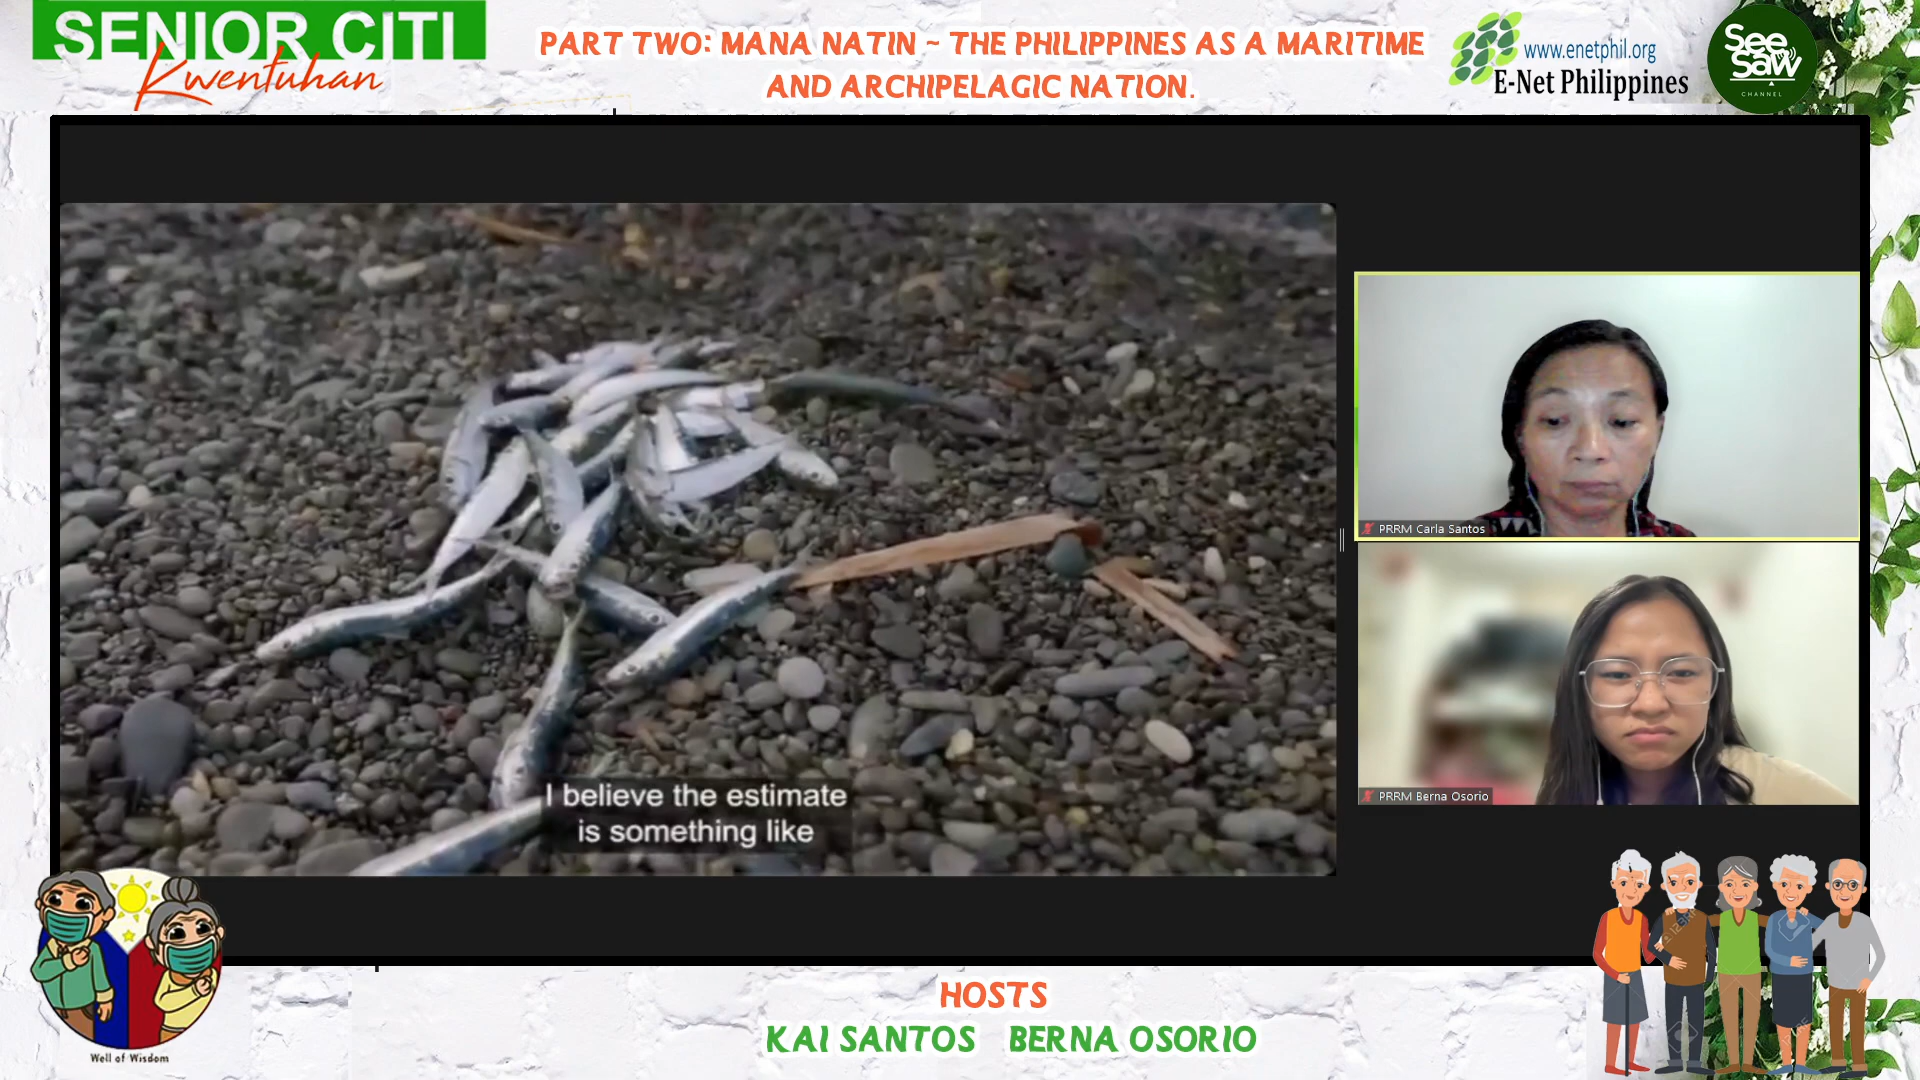 SENIOR CITI
Kwentuhan
PART TWO: MANA NATIN ~ THE PHILIPPINES AS A MARITIME
AND ARCHIPELAGIC NATION.
www.enetphil.org
E-Net Philippines
See
Saw
CHANNEL
I believe the estimate
is something like
PRRM Carla Santos
PRRM Berna Osorio
Well of Wisdom
HOSTS
KAI SANTOS BERNA OSORIO